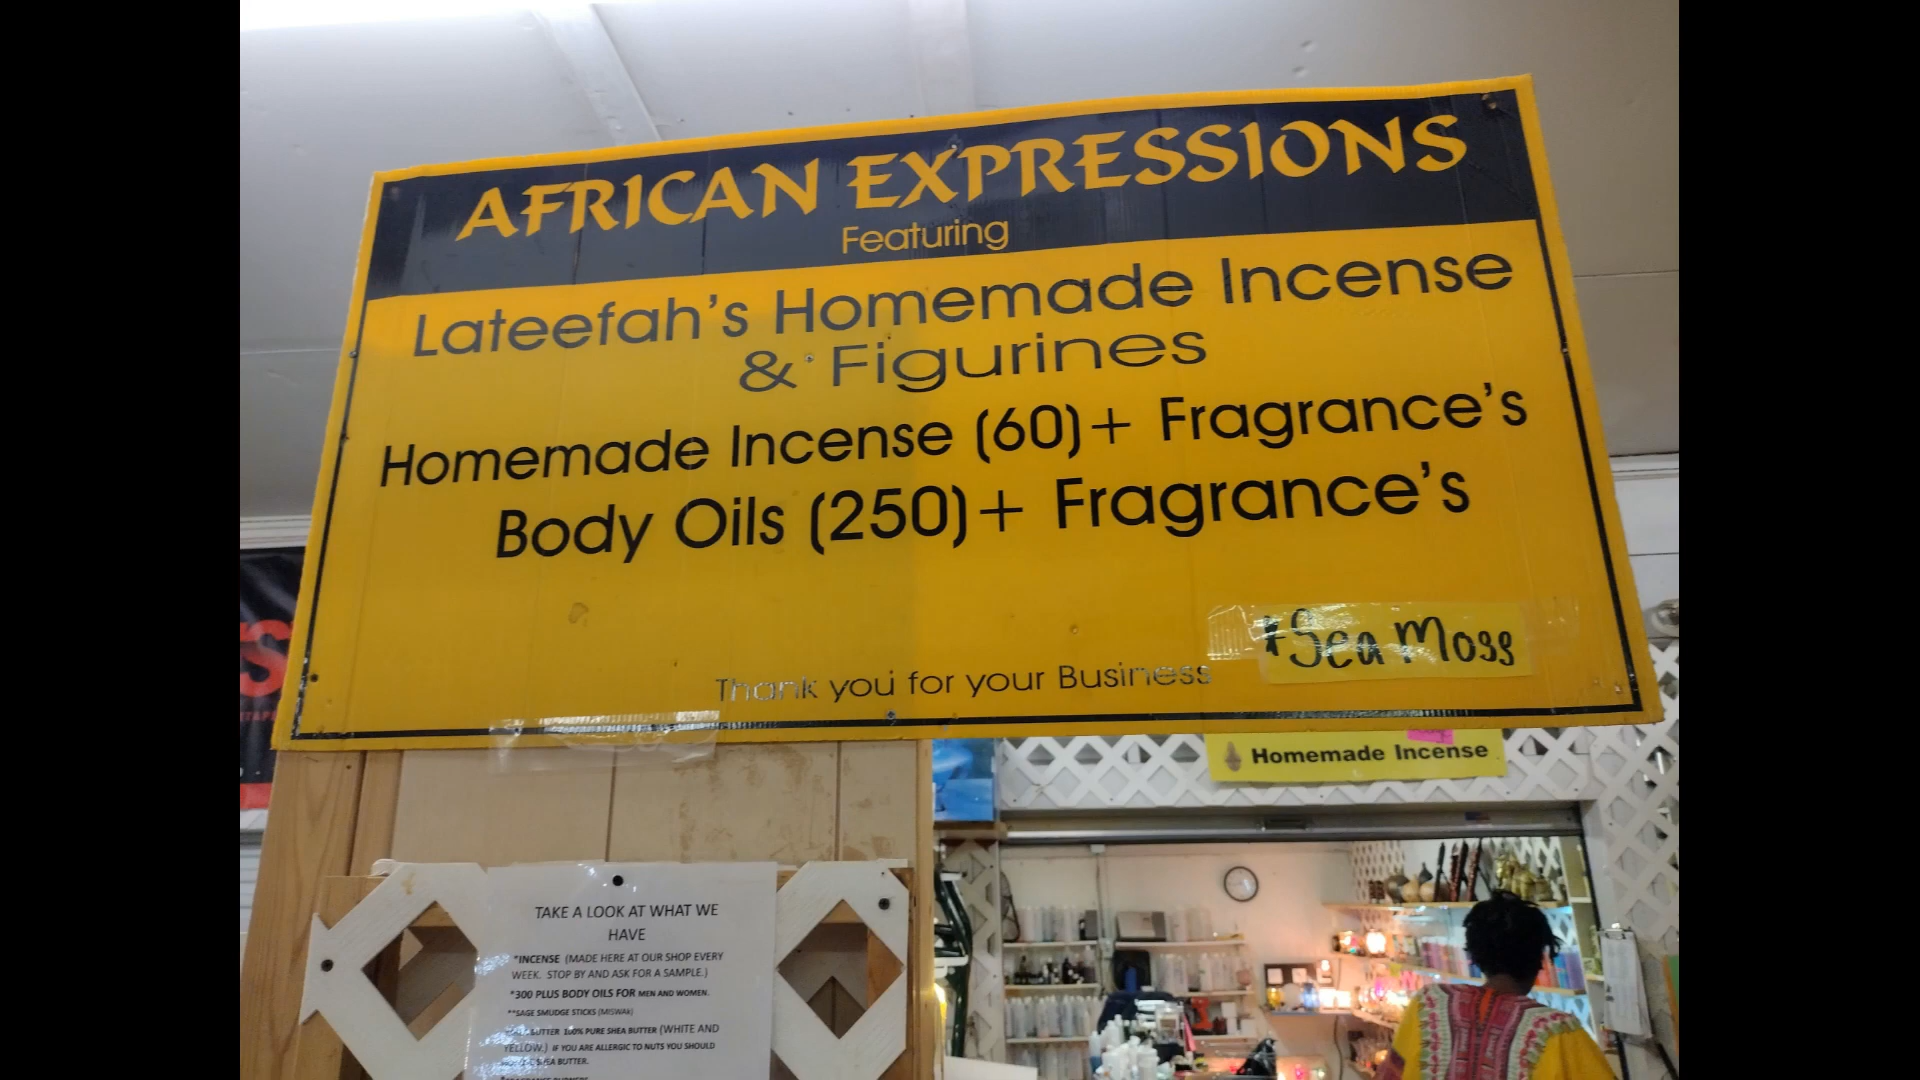 AFRICAN EXPRESSIONS
Featuring
Lateefah's Homemade Incense
& Figurines
Homemade Incense (60)+ Fragrance's
Body Oils (250)+ Fragrance's
*Sea Moss
Thank you for your Business
Homemade Incense
TAKE A LOOK AT WHAT WE
HAVE
*INCENSE (MADE HERE AT OUR SHOP EVERY
WEEK. STOP BY AND ASK FOR A SAMPLE.)
*300 PLUS BODY OILS FOR MEN AND WOMEN.
**SAGE SMUDGE STICKS (MISWAK)
BUTTER 100% PURE SHEA BUTTER (WHITE AND
YELLOW.) IF YOU ARE ALLERGIC TO NUTS YOU SHOULD
SHEA BUTTER.